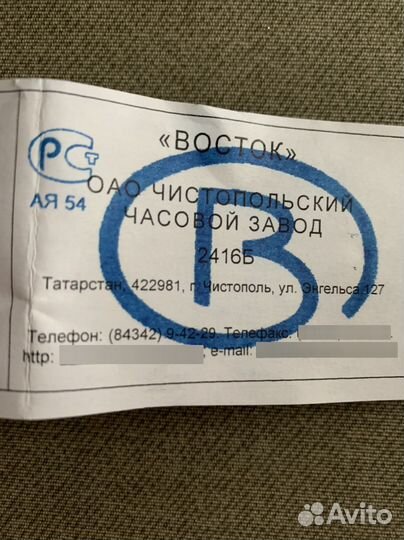 «ВОСТОК»
РСТ
АЯ 54
ОАО ЧИСТОПОЛЬСКИЙ
ЧАСОВОЙ ЗАВОД
2416Б
В
Татарстан, 422981, г. Чистополь, ул. Энгельса,127
Телефон: (84342) 9-42-29. Телефакс:
http: , e-mail:
Avito